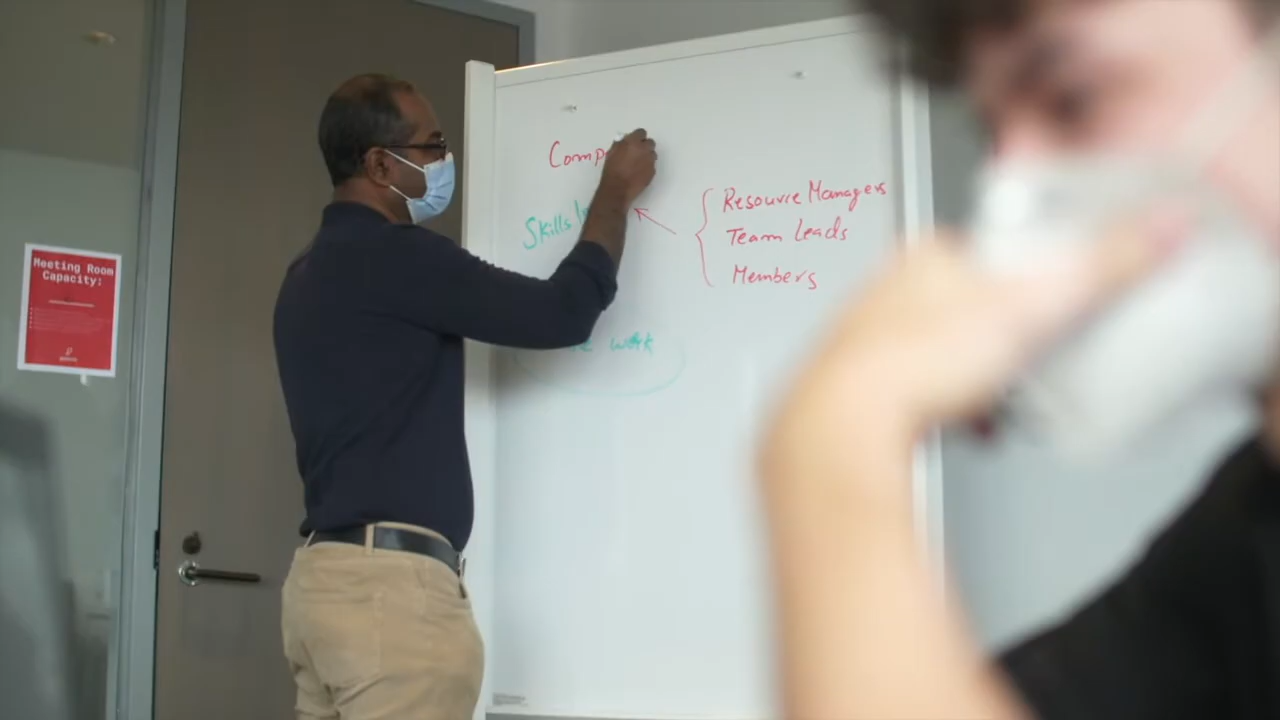 Meeting Room
Capacity:
Comp
Skills
Resource Managers
Team Leads
Members
work